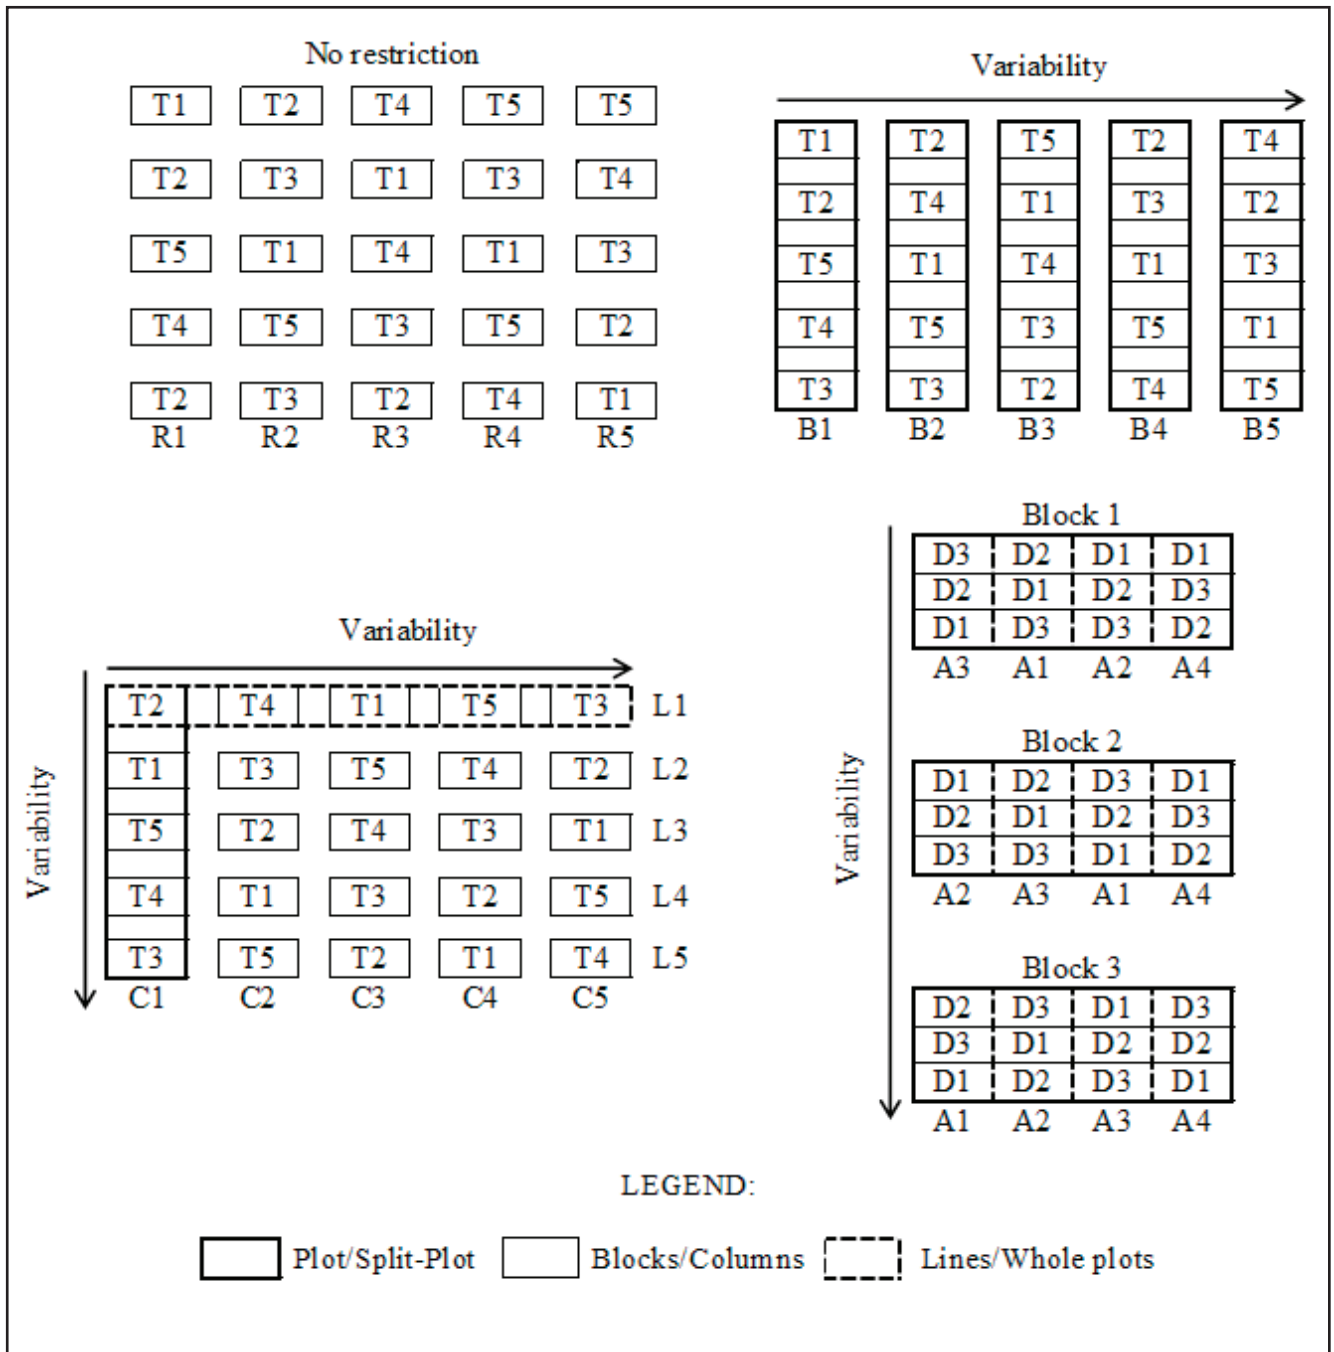 No restriction
T1 T2 T4 T5 T5
T2 T3 T1 T3 T4
T5 T1 T4 T1 T3
T4 T5 T3 T5 T2
T2 T3 T2 T4 T1
R1 R2 R3 R4 R5
Variability
T1 T2 T5 T2 T4
T2 T4 T1 T3 T2
T5 T1 T4 T1 T3
T4 T5 T3 T5 T1
T3 T3 T2 T4 T5
B1 B2 B3 B4 B5
Variability
Variability
T2 T4 T1 T5 T3 L1
T1 T3 T5 T4 T2 L2
T5 T2 T4 T3 T1 L3
T4 T1 T3 T2 T5 L4
T3 T5 T2 T1 T4 L5
C1 C2 C3 C4 C5
Variability
Block 1
D3 D2 D1 D1
D2 D1 D2 D3
D1 D3 D3 D2
A3 A1 A2 A4
Block 2
D1 D2 D3 D1
D2 D1 D2 D3
D3 D3 D1 D2
A2 A3 A1 A4
Block 3
D2 D3 D1 D3
D3 D1 D2 D2
D1 D2 D3 D1
A1 A2 A3 A4
LEGEND:
Plot/Split-Plot Blocks/Columns Lines/Whole plots